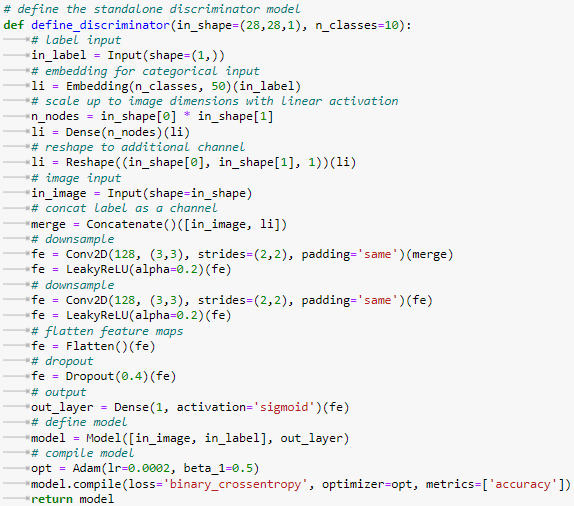 # define the standalone discriminator model
def define_discriminator(in_shape=(28,28,1), n_classes=10):
# label input
in_label = Input(shape=(1,))
# embedding for categorical input
li = Embedding(n_classes, 50)(in_label)
# scale up to image dimensions with linear activation
n_nodes = in_shape[0] * in_shape[1]
li = Dense(n_nodes)(li)
# reshape to additional channel
li = Reshape((in_shape[0], in_shape[1], 1))(li)
# image input
in_image = Input(shape=in_shape)
# concat label as a channel
merge = Concatenate()([in_image, li])
# downsample
fe = Conv2D(128, (3,3), strides=(2,2), padding='same')(merge)
fe = LeakyReLU(alpha=0.2)(fe)
# downsample
fe = Conv2D(128, (3,3), strides=(2,2), padding='same')(fe)
fe = LeakyReLU(alpha=0.2)(fe)
# flatten feature maps
fe = Flatten()(fe)
# dropout
fe = Dropout(0.4)(fe)
# output
out_layer = Dense(1, activation='sigmoid')(fe)
# define model
model = Model([in_image, in_label], out_layer)
# compile model
opt = Adam(lr=0.0002, beta_1=0.5)
model.compile(loss='binary_crossentropy', optimizer=opt, metrics=['accuracy'])
return model